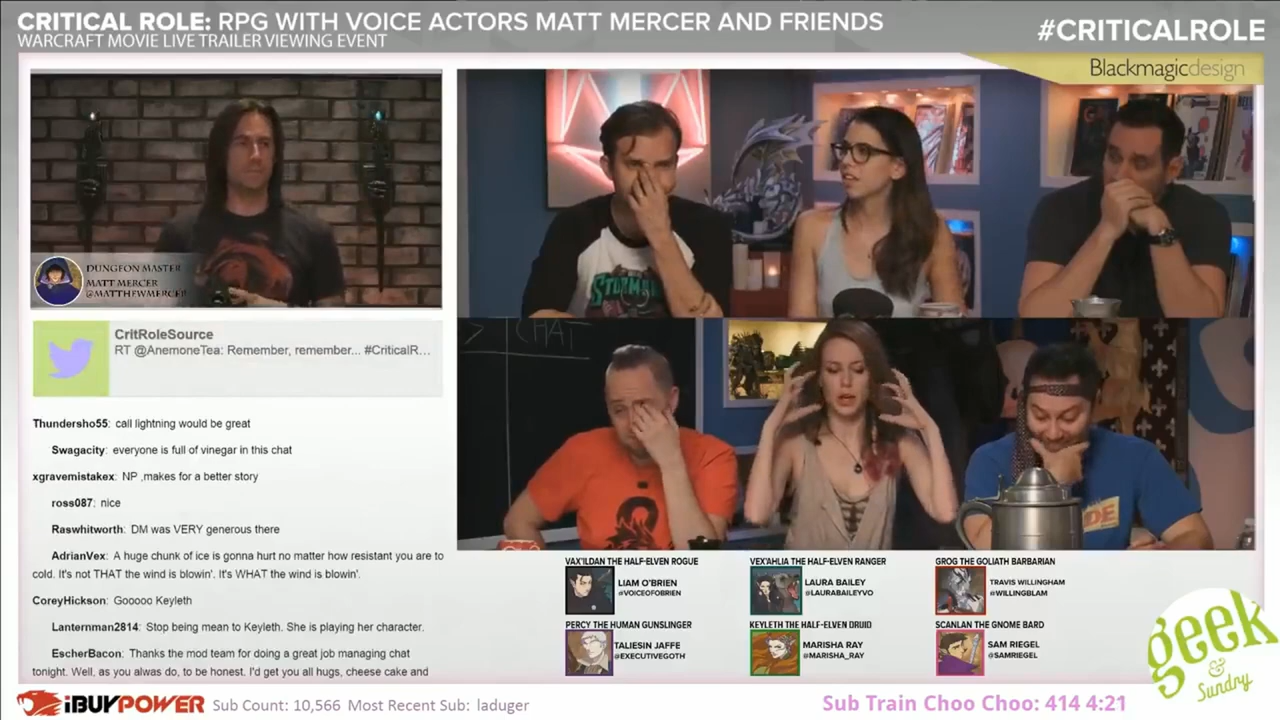 CRITICAL ROLE: RPG WITH VOICE ACTORS MATT MERCER AND FRIENDS
WARCRAFT MOVIE LIVE TRAILER VIEWING EVENT
#CRITICALROLE
Blackmagicdesign
DUNGEON MASTER
MATT MERCER
@MATTHEWMERCER
> CHAT
CritRoleSource
RT @AnemoneTea: Remember, remember... #CriticalR...
Thundersho55: call lightning would be great
Swagacity: everyone is full of vinegar in this chat
xgravemistakex: NP ,makes for a better story
ross087: nice
Raswhitworth: DM was VERY generous there
AdrianVex: A huge chunk of ice is gonna hurt no matter how resistant you are to
cold. It's not THAT the wind is blowin'. It's WHAT the wind is blowin'.
CoreyHickson: Gooooo Keyleth
Lanternman2814: Stop being mean to Keyleth. She is playing her character.
EscherBacon: Thanks the mod team for doing a great job managing chat
tonight. Well, as you alwas do, to be honest. I'd get you all hugs, cheese cake and
VAX'ILDAN THE HALF-ELVEN ROGUE
LIAM O'BRIEN
@VOICEOFOBRIEN
VEX'AHLIA THE HALF-ELVEN RANGER
LAURA BAILEY
@LAURABAILEYVO
GROG THE GOLIATH BARBARIAN
TRAVIS WILLINGHAM
@WILLINGBLAM
PERCY THE HUMAN GUNSLINGER
TALIESIN JAFFE
@EXECUTIVEGOTH
KEYLETH THE HALF-ELVEN DRUID
MARISHA RAY
@MARISHA_RAY
SCANLAN THE GNOME BARD
SAM RIEGEL
@SAMRIEGEL
geek
&
Sundry
iBUYPOWER
Sub Count: 10,566 Most Recent Sub: laduger
Sub Train Choo Choo: 414 4:21